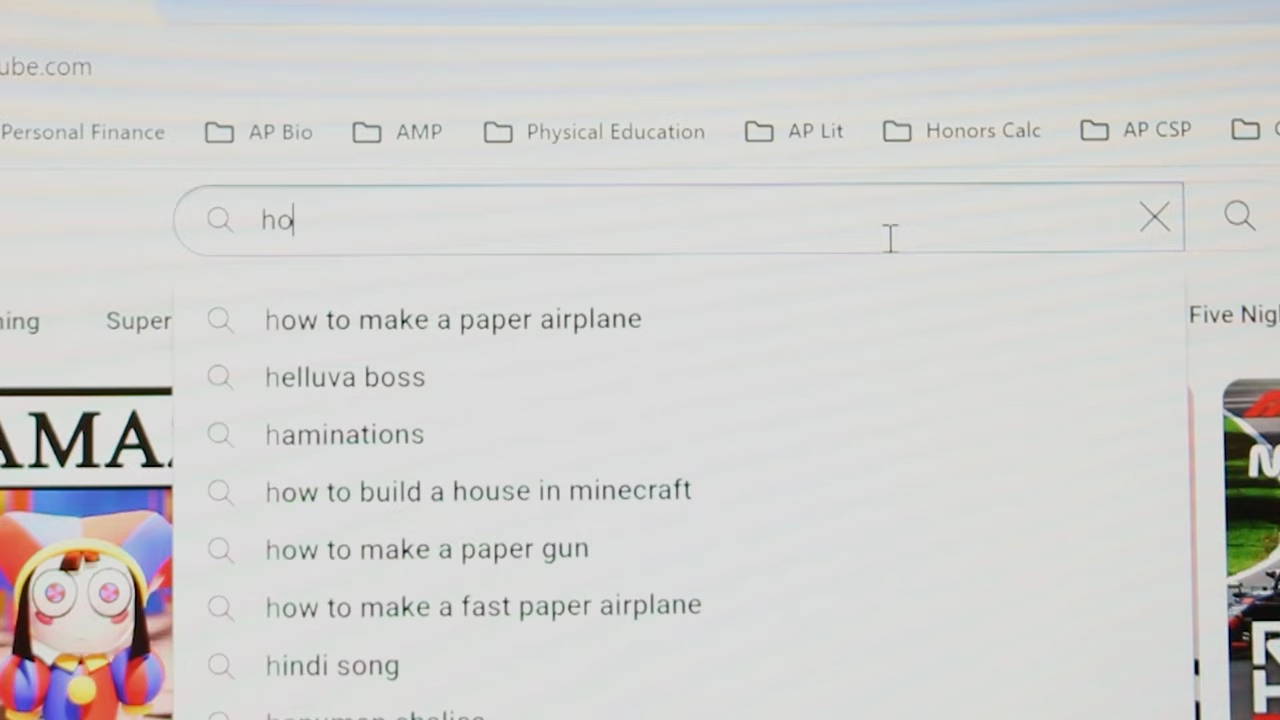 ube.com
Personal Finance AP Bio AMP Physical Education AP Lit Honors Calc AP CSP
ho
ning Super Five Nig
how to make a paper airplane
helluva boss
haminations
AMA
how to build a house in minecraft
how to make a paper gun
how to make a fast paper airplane
hindi song